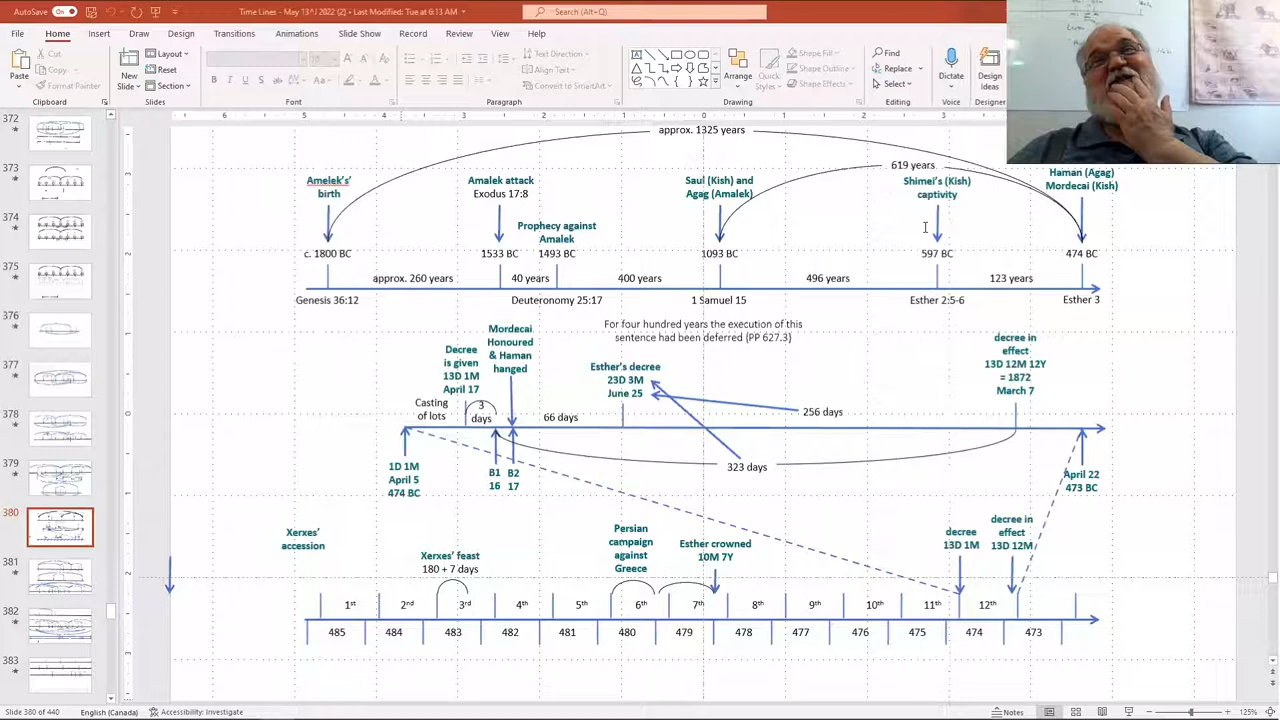 AutoSave On Time Lines - May 13^J 2022 (2) • Last Modified: Tue at 6:13 AM Search (Alt+Q)
File Home Insert Draw Design Transitions Animations Slide Show Record Review View Help
Paste Cut Copy Format Painter Clipboard
New Slide Layout Reset Section Slides
Font
Text Direction Align Text Convert to SmartArt Paragraph
Arrange Quick Styles Shape Fill Shape Outline Shape Effects Drawing
Find Replace Select Editing
Dictate Voice
Design Ideas Designer
372
373
374
375
376
377
378
379
380
381
382
383
approx. 1325 years
619 years
Amelek's'
birth
Amalek attack
Exodus 17:8
Prophecy against
Amalek
Saul (Kish) and
Agag (Amalek)
Shimei's (Kish)
captivity
Haman (Agag)
Mordecai (Kish)
c. 1800 BC 1533 BC 1493 BC 1093 BC 597 BC 474 BC
approx. 260 years 40 years 400 years 496 years 123 years
Genesis 36:12 Deuteronomy 25:17 1 Samuel 15 Esther 2:5-6 Esther 3
For four hundred years the execution of this
sentence had been deferred (PP 627.3)
Casting
of lots
Decree
is given
13D 1M
April 17
3
days
Mordecai
Honoured
& Haman
hanged
66 days
Esther's decree
23D 3M
June 25
256 days
decree in
effect
13D 12M 12Y
= 1872
March 7
323 days
1D 1M
April 5
474 BC
B1
16
B2
17
April 22
473 BC
Xerxes'
accession
Xerxes' feast
180 + 7 days
Persian
campaign
against
Greece
Esther crowned
10M 7Y
decree
13D 1M
decree in
effect
13D 12M
1st 2nd 3rd 4th 5th 6th 7th 8th 9th 10th 11th 12th
485 484 483 482 481 480 479 478 477 476 475 474 473
Slide 380 of 440 English (Canada) Accessibility: Investigate Notes 125%